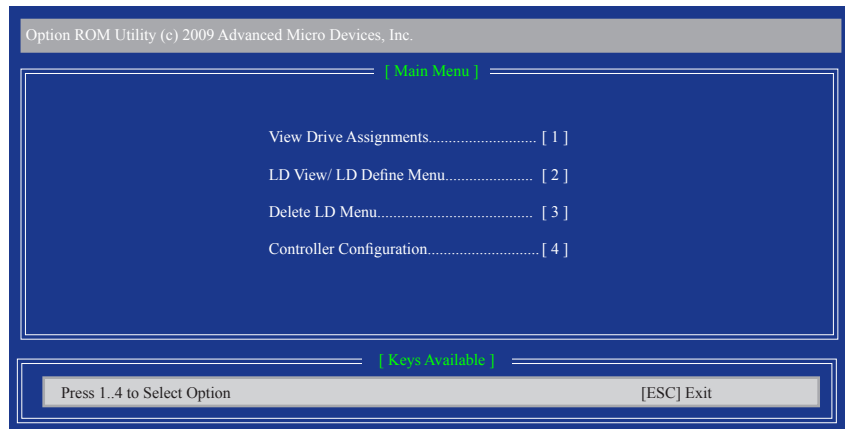 Option ROM Utility (c) 2009 Advanced Micro Devices, Inc.
[ Main Menu ]
View Drive Assignments........................... [ 1 ]
LD View/ LD Define Menu...................... [ 2 ]
Delete LD Menu....................................... [ 3 ]
Controller Configuration............................[ 4 ]
[ Keys Available ]
Press 1..4 to Select Option [ESC] Exit